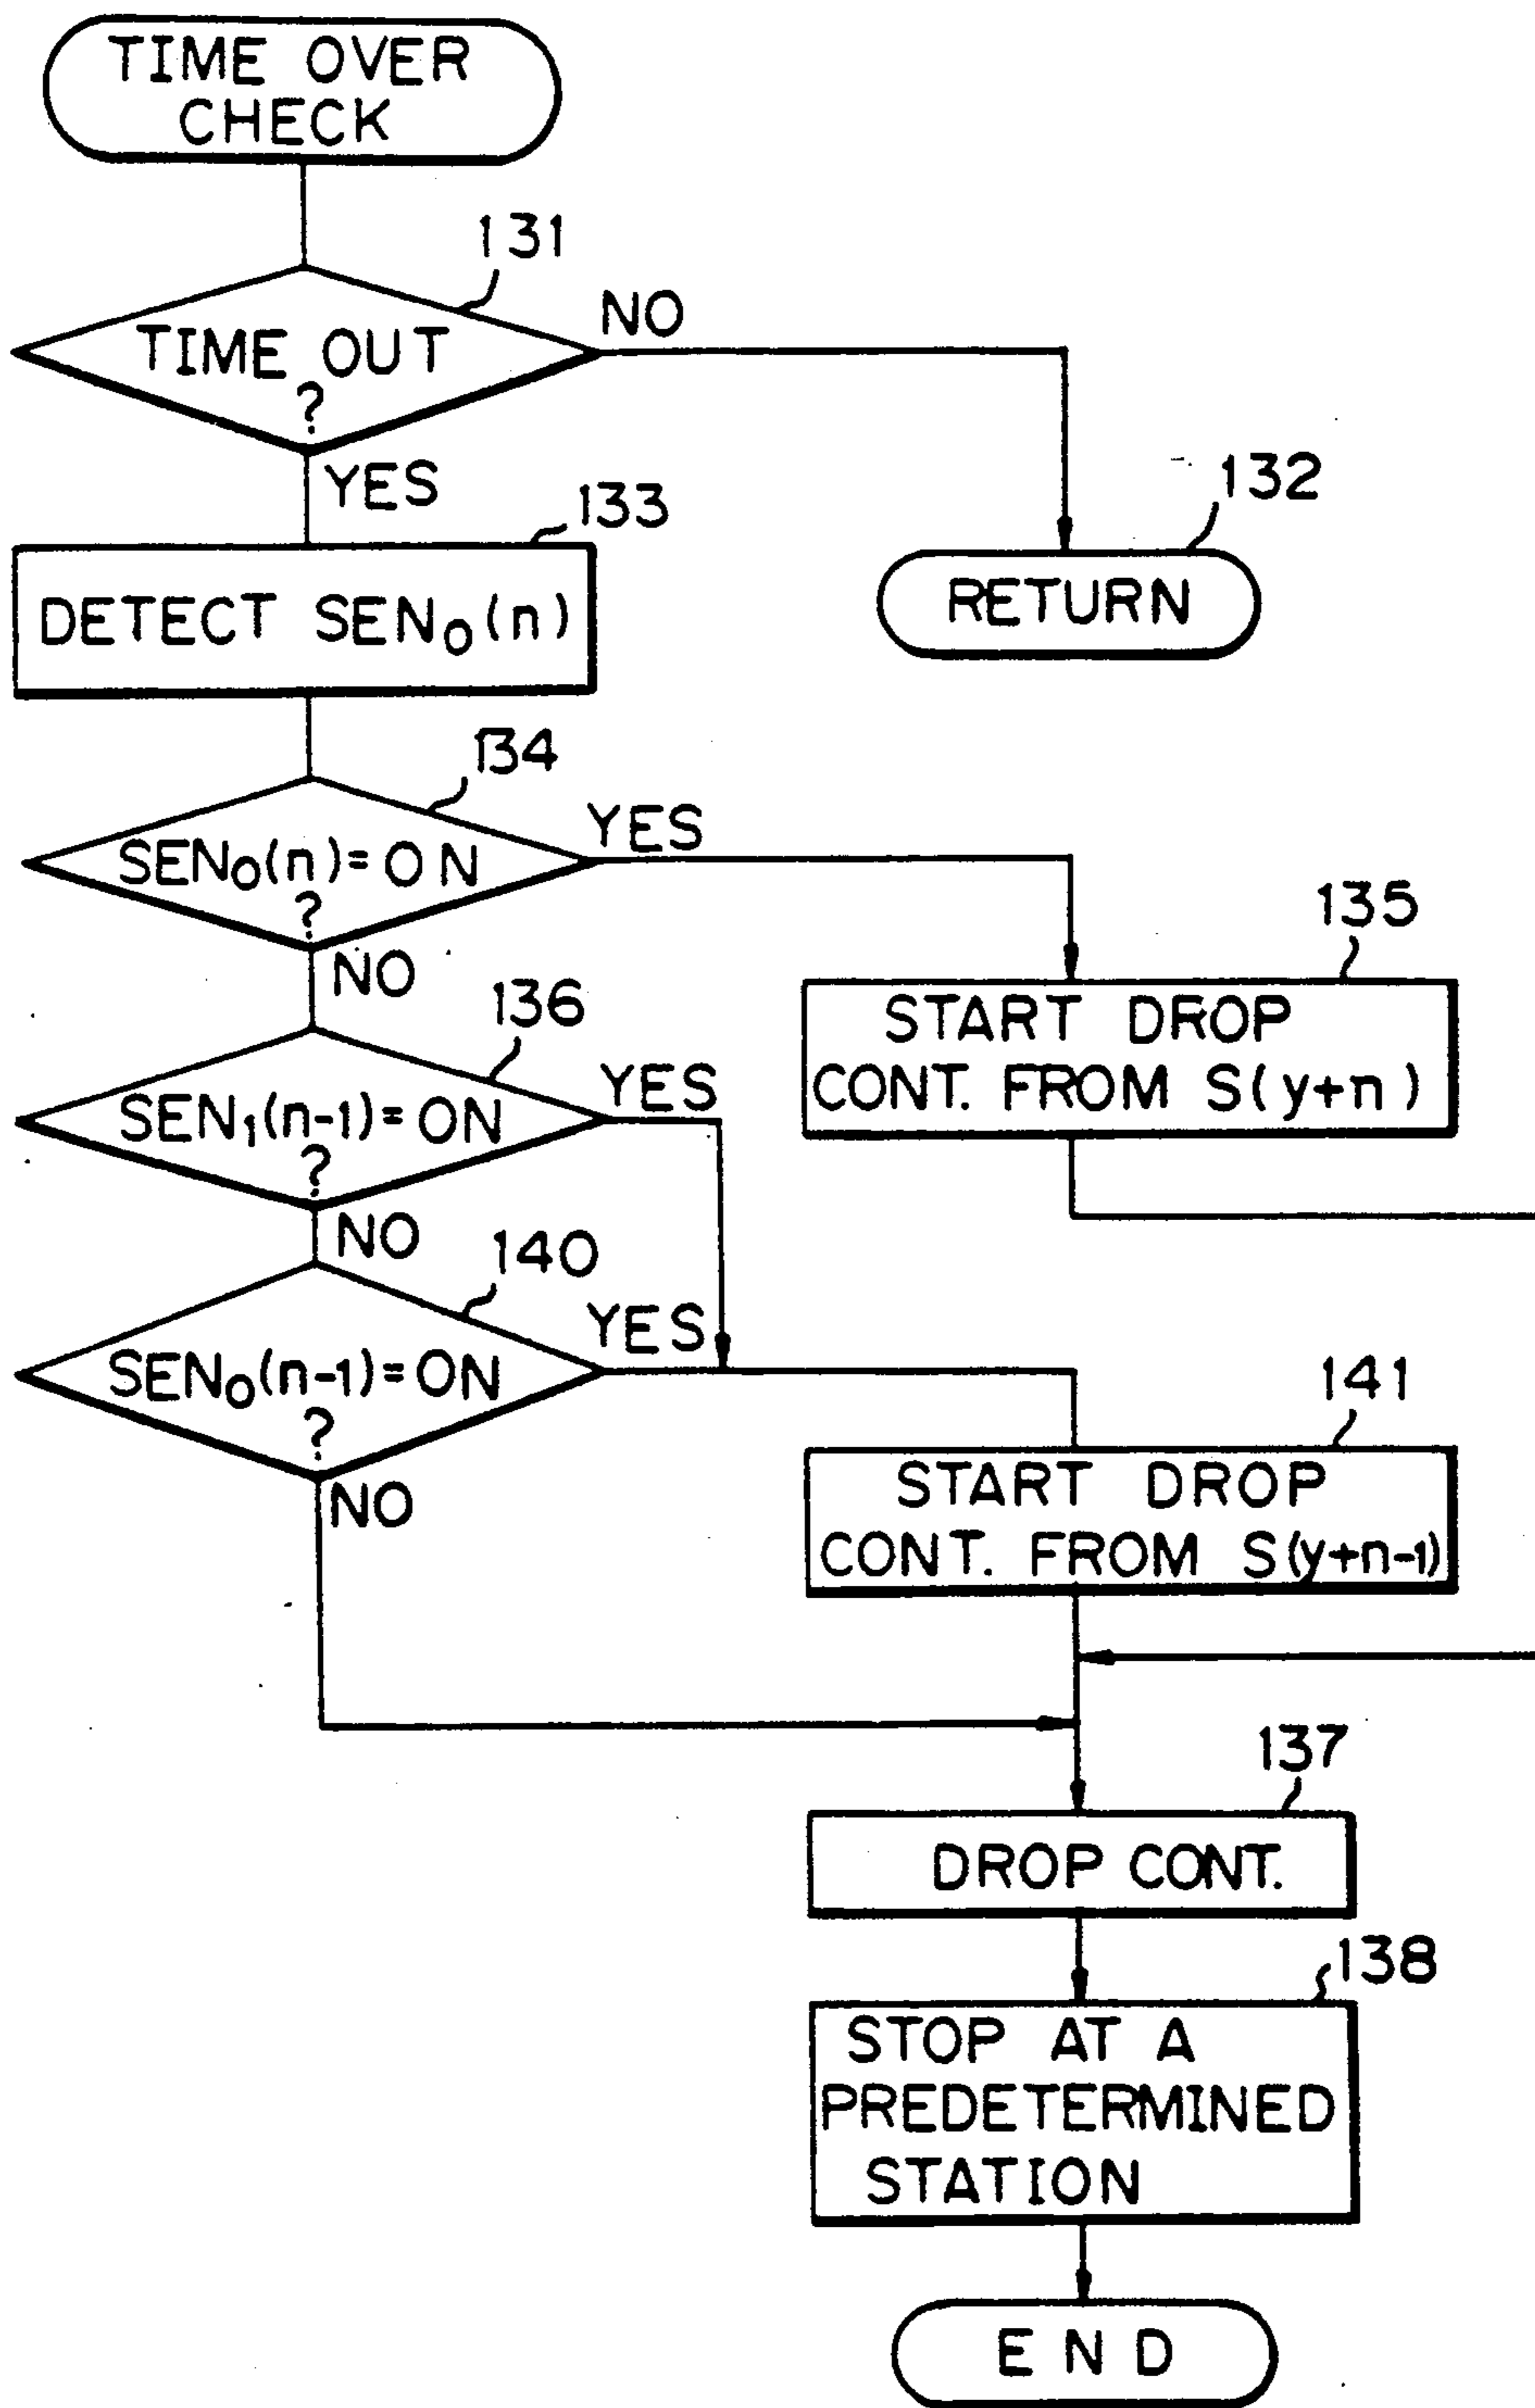 TIME OVER
CHECK
131
TIME OUT
?
NO
YES
132
RETURN
133
DETECT SEN₀(n)
134
SEN₀(n)=ON
?
YES
NO
135
START DROP
CONT. FROM S(y+n)
136
SEN₁(n-1)=ON
?
YES
NO
140
SEN₀(n-1)=ON
?
YES
NO
141
START DROP
CONT. FROM S(y+n-1)
137
DROP CONT.
138
STOP AT A
PREDETERMINED
STATION
END